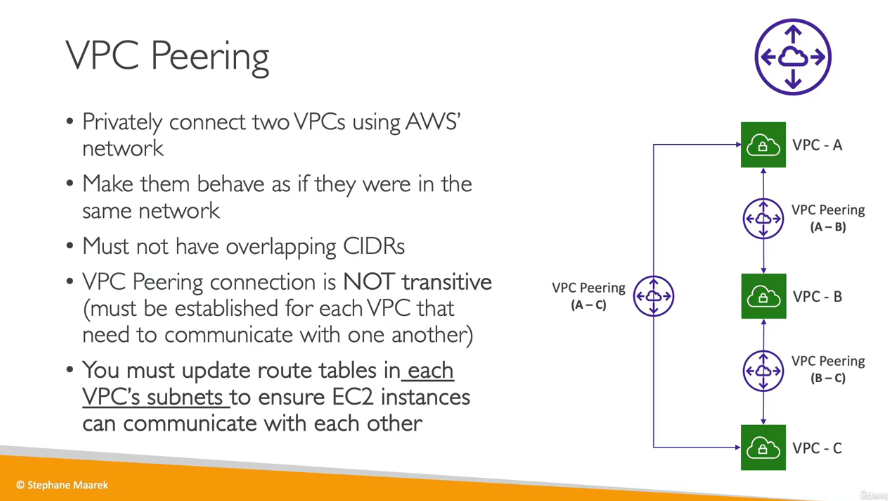 VPC Peering
• Privately connect two VPCs using AWS'
network
• Make them behave as if they were in the
same network
• Must not have overlapping CIDRs
• VPC Peering connection is NOT transitive
(must be established for each VPC that
need to communicate with one another)
• You must update route tables in each
VPC's subnets to ensure EC2 instances
can communicate with each other
VPC - A
VPC Peering
(A – B)
VPC Peering
(A – C)
VPC - B
VPC Peering
(B – C)
VPC - C
© Stephane Maarek
Udemy